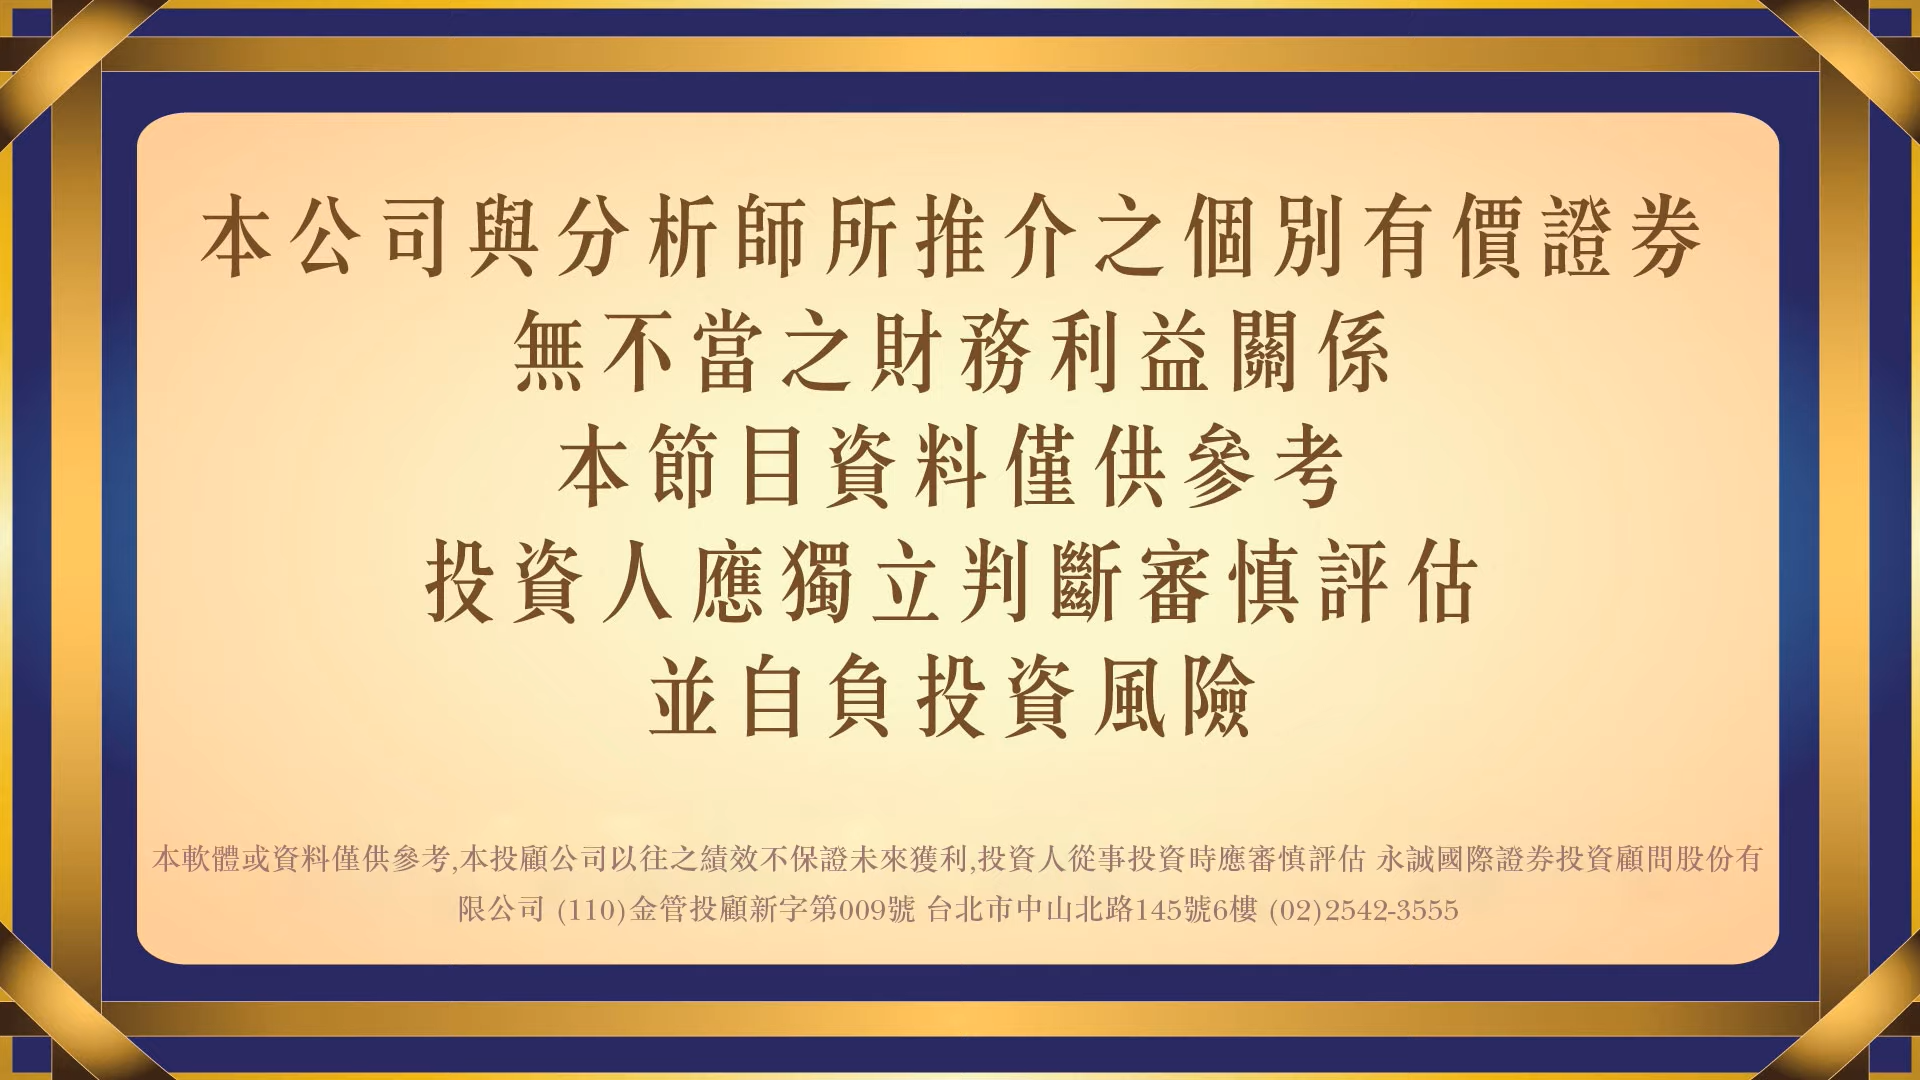 本公司與分析師所推介之個別有價證券
無不當之財務利益關係
本節目資料僅供參考
投資人應獨立判斷審慎評估
並自負投資風險
本軟體或資料僅供參考,本投顧公司以往之績效不保證未來獲利,投資人從事投資時應審慎評估 永誠國際證券投資顧問股份有
限公司 (110)金管投顧新字第009號 台北市中山北路145號6樓 (02)2542-3555